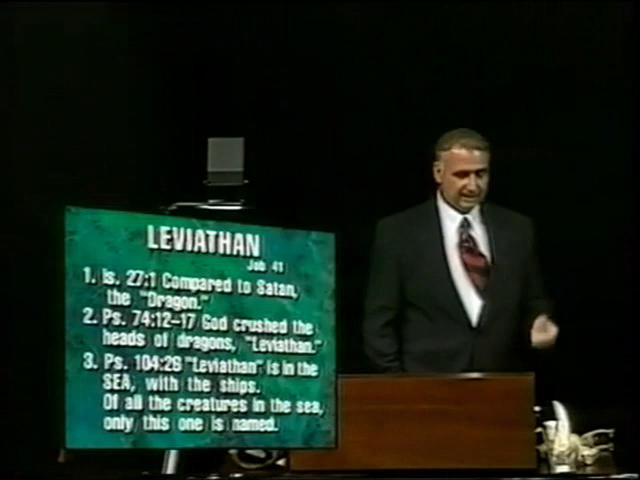 LEVIATHAN
Job 41
1. Is. 27:1 Compared to Satan,
the "Dragon."
2. Ps. 74:12-17 God crushed the
heads of dragons, "Leviathan."
3. Ps. 104:26 "Leviathan" is in the
SEA, with the ships.
Of all the creatures in the sea,
only this one is named.